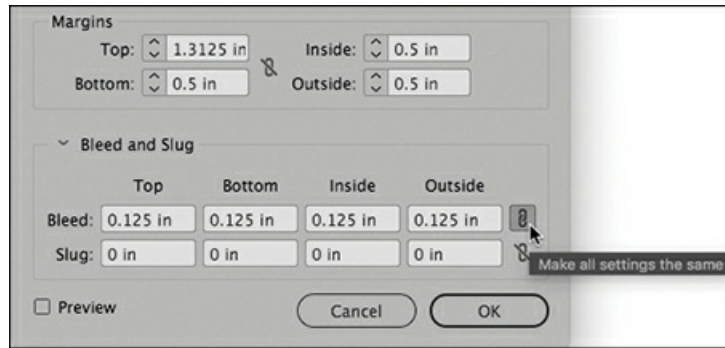 Margins
Top: 1.3125 in Inside: 0.5 in
Bottom: 0.5 in Outside: 0.5 in
Bleed and Slug
Top Bottom Inside Outside
Bleed: 0.125 in 0.125 in 0.125 in 0.125 in
Slug: 0 in 0 in 0 in 0 in
Make all settings the same
Preview Cancel OK